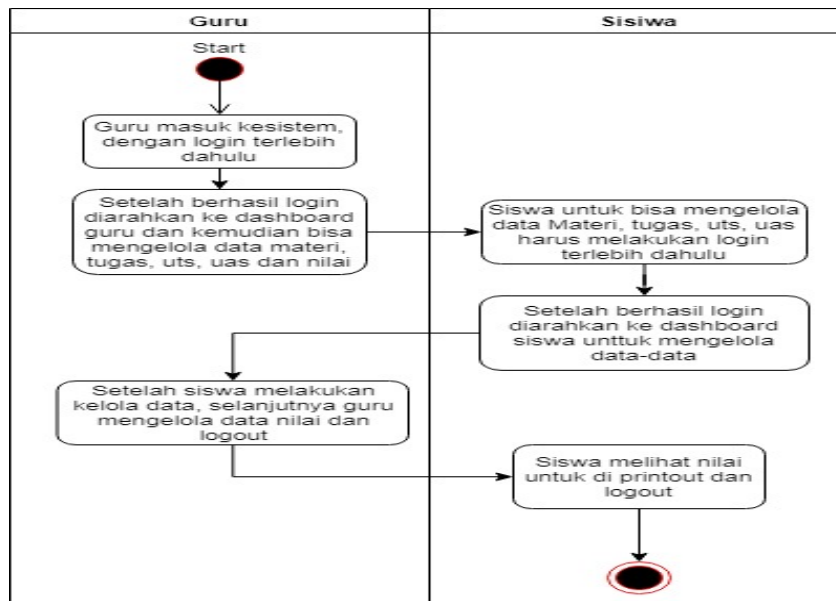 Guru
Sisiwa
Start
Guru masuk kesistem,
dengan login terlebih
dahulu
Setelah berhasil login
diarahkan ke dashboard
guru dan kemudian bisa
mengelola data materi,
tugas, uts, uas dan nilai
Siswa untuk bisa mengelola
data Materi, tugas, uts, uas
harus melakukan login
terlebih dahulu
Setelah berhasil login
diarahkan ke dashboard
siswa unttuk mengelola
data-data
Setelah siswa melakukan
kelola data, selanjutnya guru
mengelola data nilai dan
logout
Siswa melihat nilai
untuk di printout dan
logout